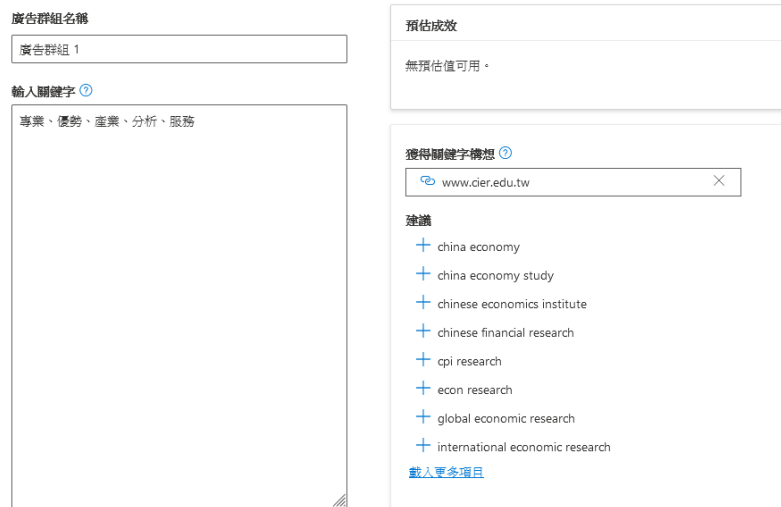 廣告群組名稱
廣告群組 1
輸入關鍵字
專業、優勢、產業、分析、服務
預估成效
無預估值可用。
獲得關鍵字構想
www.cier.edu.tw
建議
china economy
china economy study
chinese economics institute
chinese financial research
cpi research
econ research
global economic research
international economic research
載入更多項目